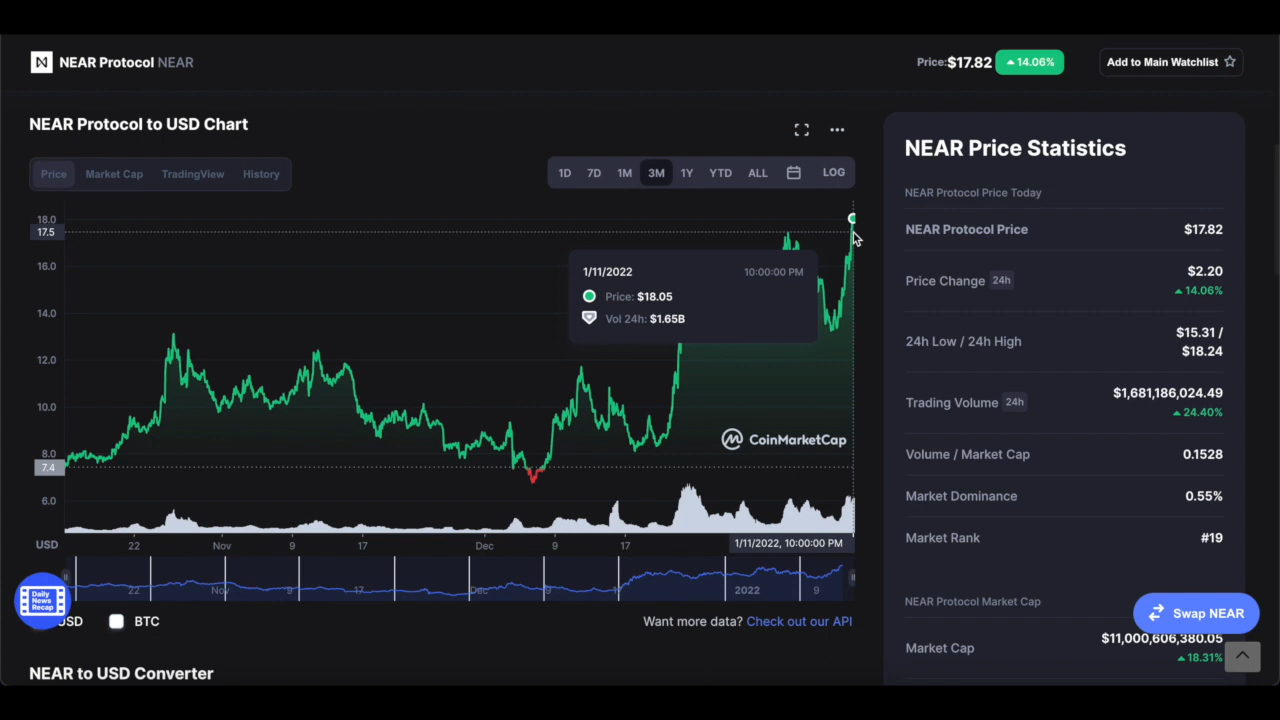 NEAR Protocol NEAR
Price:$17.82
14.06%
Add to Main Watchlist
NEAR Protocol to USD Chart
Price
Market Cap
TradingView
History
1D
7D
1M
3M
1Y
YTD
ALL
LOG
18.0
17.5
16.0
14.0
12.0
10.0
8.0
7.4
6.0
1/11/2022
10:00:00 PM
Price: $18.05
Vol 24h: $1.65B
CoinMarketCap
USD
22
Nov
9
17
Dec
9
17
1/11/2022, 10:00:00 PM
22
Nov
9
17
Dec
9
17
2022
9
Daily
News
Recap
USD
BTC
Want more data? Check out our API
NEAR to USD Converter
NEAR Price Statistics
NEAR Protocol Price Today
NEAR Protocol Price
$17.82
Price Change 24h
$2.20
14.06%
24h Low / 24h High
$15.31 /
$18.24
Trading Volume 24h
$1,681,186,024.49
24.40%
Volume / Market Cap
0.1528
Market Dominance
0.55%
Market Rank
#19
NEAR Protocol Market Cap
Swap NEAR
Market Cap
$11,000,606,380.05
18.31%